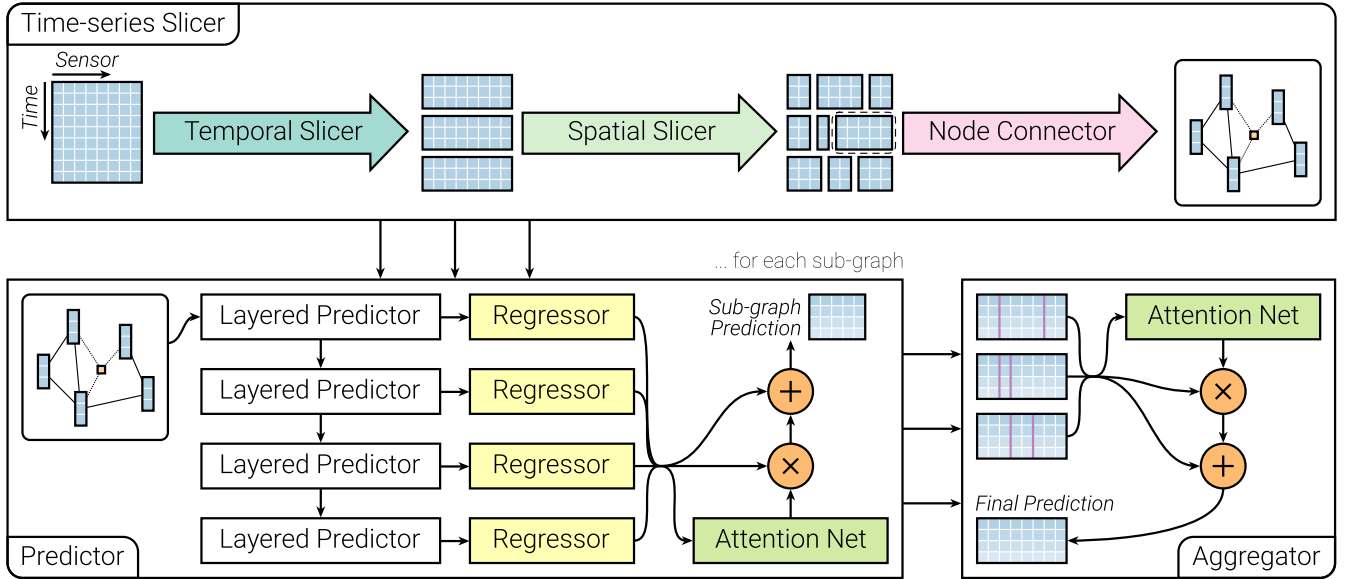 Time-series Slicer
Sensor
Time
Temporal Slicer
Spatial Slicer
Node Connector
... for each sub-graph
Layered Predictor
Regressor
Layered Predictor
Regressor
Layered Predictor
Regressor
Layered Predictor
Regressor
Sub-graph
Prediction
+
×
Attention Net
Predictor
Attention Net
×
+
Final Prediction
Aggregator